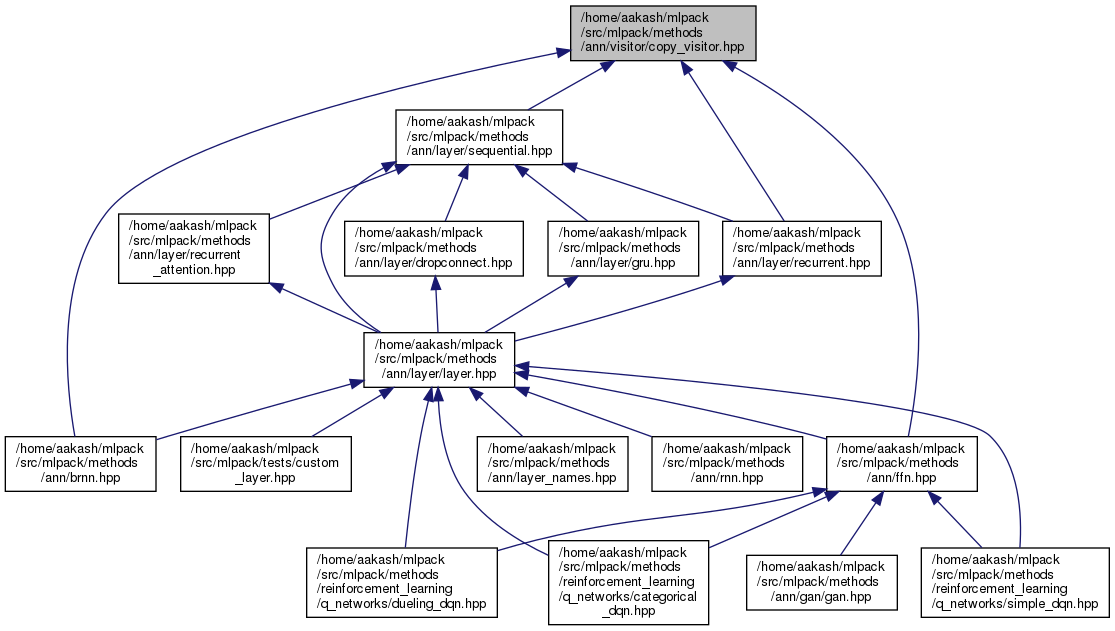 /home/aakash/mlpack
/src/mlpack/methods
/ann/visitor/copy_visitor.hpp
/home/aakash/mlpack
/src/mlpack/methods
/ann/layer/sequential.hpp
/home/aakash/mlpack
/src/mlpack/methods
/ann/layer/recurrent
_attention.hpp
/home/aakash/mlpack
/src/mlpack/methods
/ann/layer/dropconnect.hpp
/home/aakash/mlpack
/src/mlpack/methods
/ann/layer/gru.hpp
/home/aakash/mlpack
/src/mlpack/methods
/ann/layer/recurrent.hpp
/home/aakash/mlpack
/src/mlpack/methods
/ann/layer/layer.hpp
/home/aakash/mlpack
/src/mlpack/methods
/ann/brnn.hpp
/home/aakash/mlpack
/src/mlpack/tests/custom
_layer.hpp
/home/aakash/mlpack
/src/mlpack/methods
/ann/layer_names.hpp
/home/aakash/mlpack
/src/mlpack/methods
/ann/rnn.hpp
/home/aakash/mlpack
/src/mlpack/methods
/ann/ffn.hpp
/home/aakash/mlpack
/src/mlpack/methods
/reinforcement_learning
/q_networks/dueling_dqn.hpp
/home/aakash/mlpack
/src/mlpack/methods
/reinforcement_learning
/q_networks/categorical
_dqn.hpp
/home/aakash/mlpack
/src/mlpack/methods
/ann/gan/gan.hpp
/home/aakash/mlpack
/src/mlpack/methods
/reinforcement_learning
/q_networks/simple_dqn.hpp